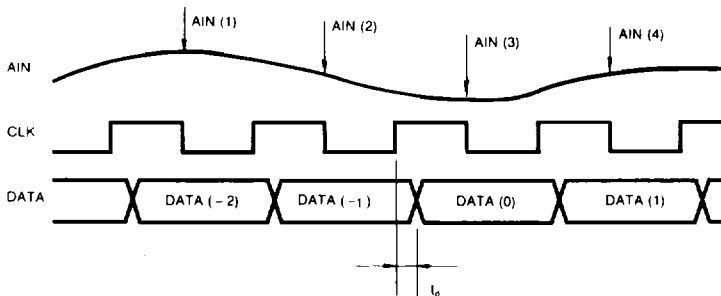 AIN (1)
AIN (2)
AIN (3)
AIN (4)
AIN
CLK
DATA
DATA (-2)
DATA (-1)
DATA (0)
DATA (1)